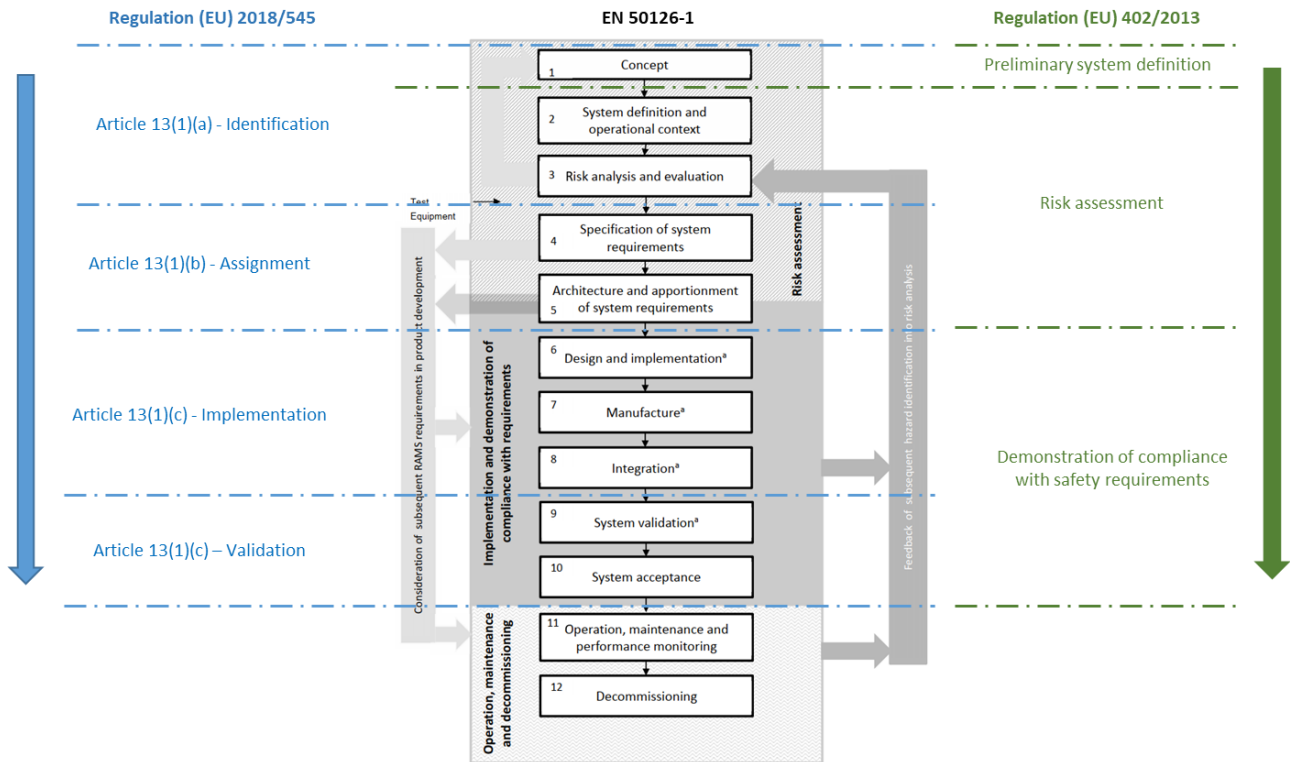 Regulation (EU) 2018/545
EN 50126-1
Regulation (EU) 402/2013
Article 13(1)(a) - Identification
Article 13(1)(b) - Assignment
Article 13(1)(c) - Implementation
Article 13(1)(c) – Validation
Test
Equipment
Consideration of subsequent RAMS requirements in product development
1
Concept
2
System definition and
operational context
3
Risk analysis and evaluation
4
Specification of system
requirements
Architecture and apportionment
5
of system requirements
6
Design and implementationᵃ
7
Manufactureᵃ
8
Integrationᵃ
9
System validationᵃ
10
System acceptance
11
Operation, maintenance and
performance monitoring
12
Decommissioning
Risk assessment
Implementation and demonstration of
compliance with requirements
Operation, maintenance
and decommissioning
Feedback of subsequent hazard identification into risk analysis
Preliminary system definition
Risk assessment
Demonstration of compliance
with safety requirements